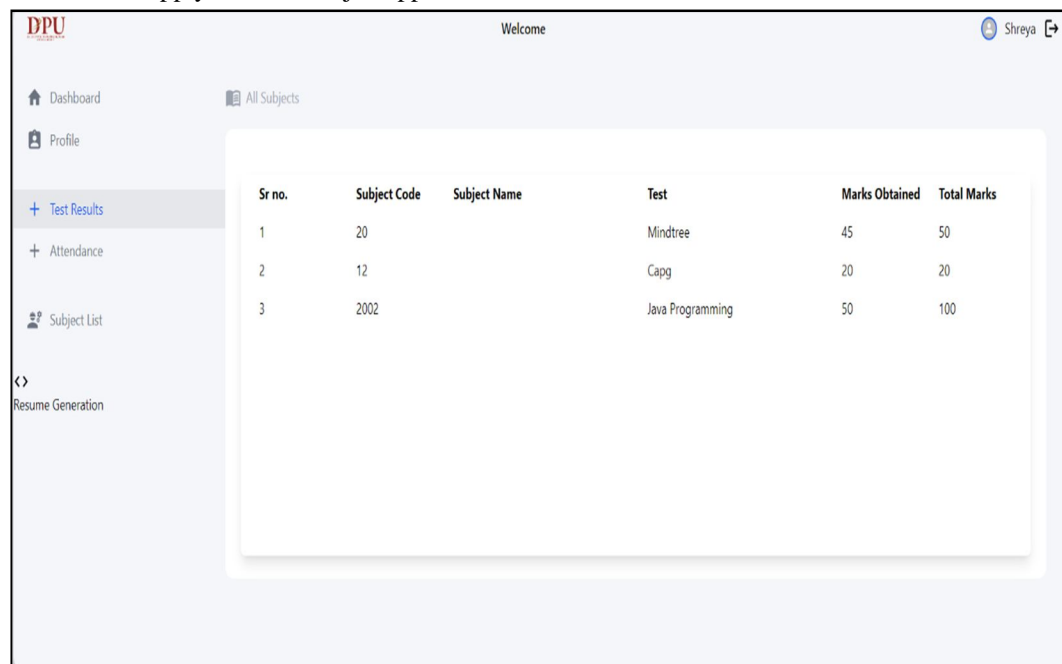 DPU
Welcome
Shreya
Dashboard
All Subjects
Profile
Sr no. Subject Code Subject Name Test Marks Obtained Total Marks
Test Results
1 20 Mindtree 45 50
Attendance
2 12 Capg 20 20
3 2002 Java Programming 50 100
Subject List
<>
Resume Generation